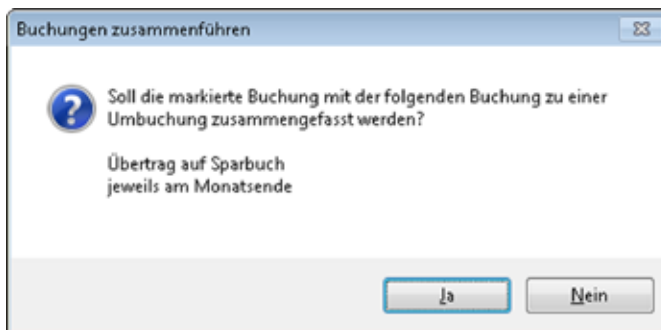 Buchungen zusammenführen
Soll die markierte Buchung mit der folgenden Buchung zu einer
Umbuchung zusammengefasst werden?
Übertrag auf Sparbuch
jeweils am Monatsende
Ja
Nein